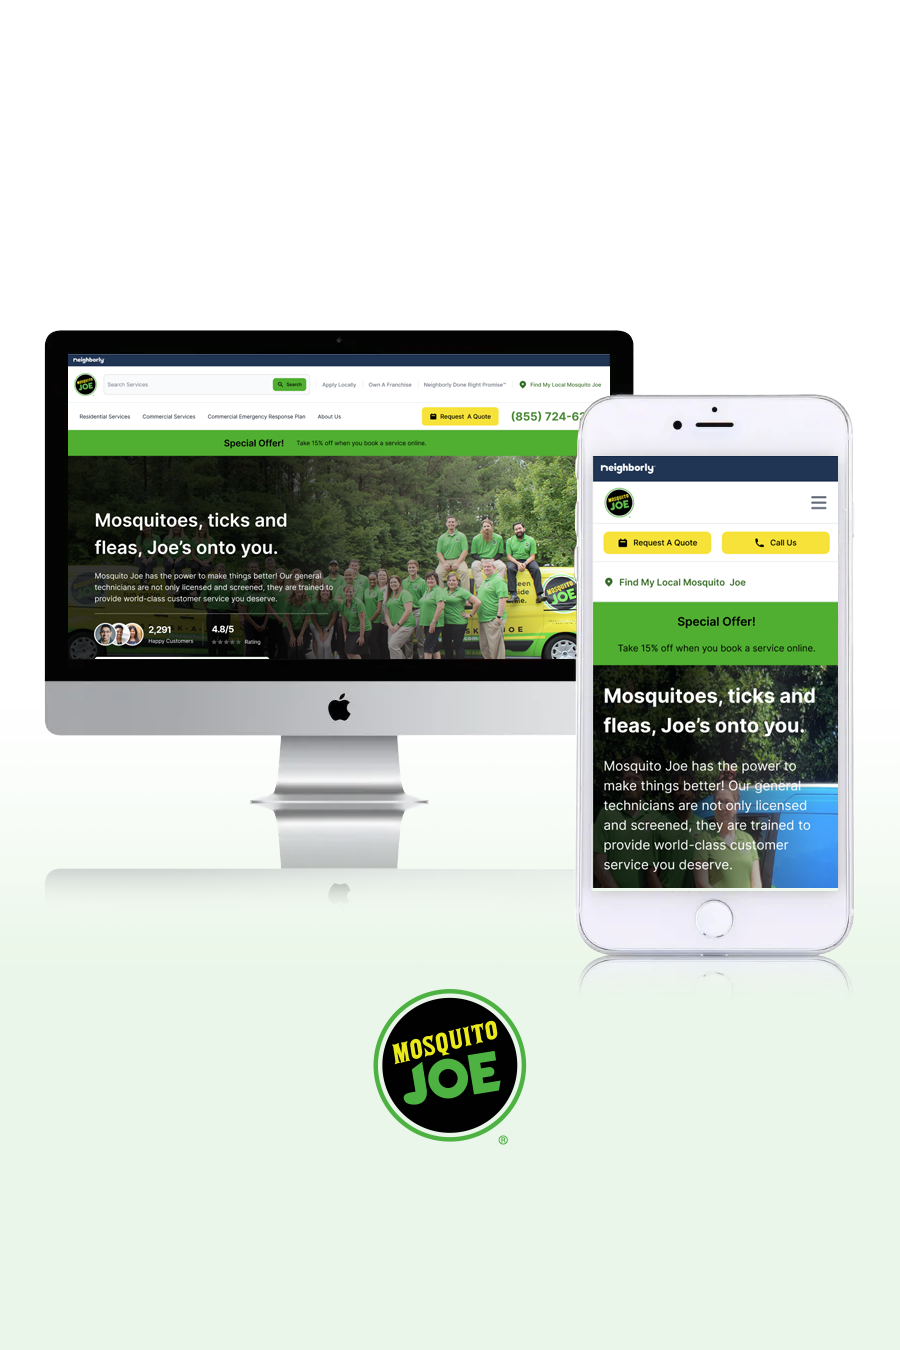 neighborly
MOSQUITO
JOE
Search Services
Search
Apply Locally
Own A Franchise
Neighborly Done Right Promise™
Find My Local Mosquito Joe
Residential Services
Commercial Services
Commercial Emergency Response Plan
About Us
Request A Quote
(855) 724-62
Special Offer!
Take 15% off when you book a service online.
Mosquitoes, ticks and
fleas, Joe's onto you.
Mosquito Joe has the power to make things better! Our general
technicians are not only licensed and screened, they are trained to
provide world-class customer service you deserve.
2,291
Happy Customers
4.8/5
Rating
MOSQUITO
JOE
neighborly
MOSQUITO
JOE
Request A Quote
Call Us
Find My Local Mosquito Joe
Special Offer!
Take 15% off when you book a service online.
Mosquitoes, ticks and
fleas, Joe's onto you.
Mosquito Joe has the power to
make things better! Our general
technicians are not only licensed
and screened, they are trained to
provide world-class customer
service you deserve.
MOSQUITO
JOE
®